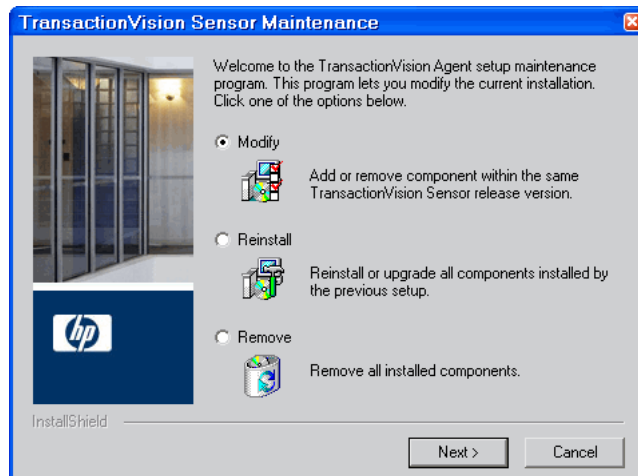 TransactionVision Sensor Maintenance
Welcome to the TransactionVision Agent setup maintenance
program. This program lets you modify the current installation.
Click one of the options below.
Modify
Add or remove component within the same
TransactionVision Sensor release version.
Reinstall
Reinstall or upgrade all components installed by
the previous setup.
hp
Remove
Remove all installed components.
InstallShield
Next >
Cancel